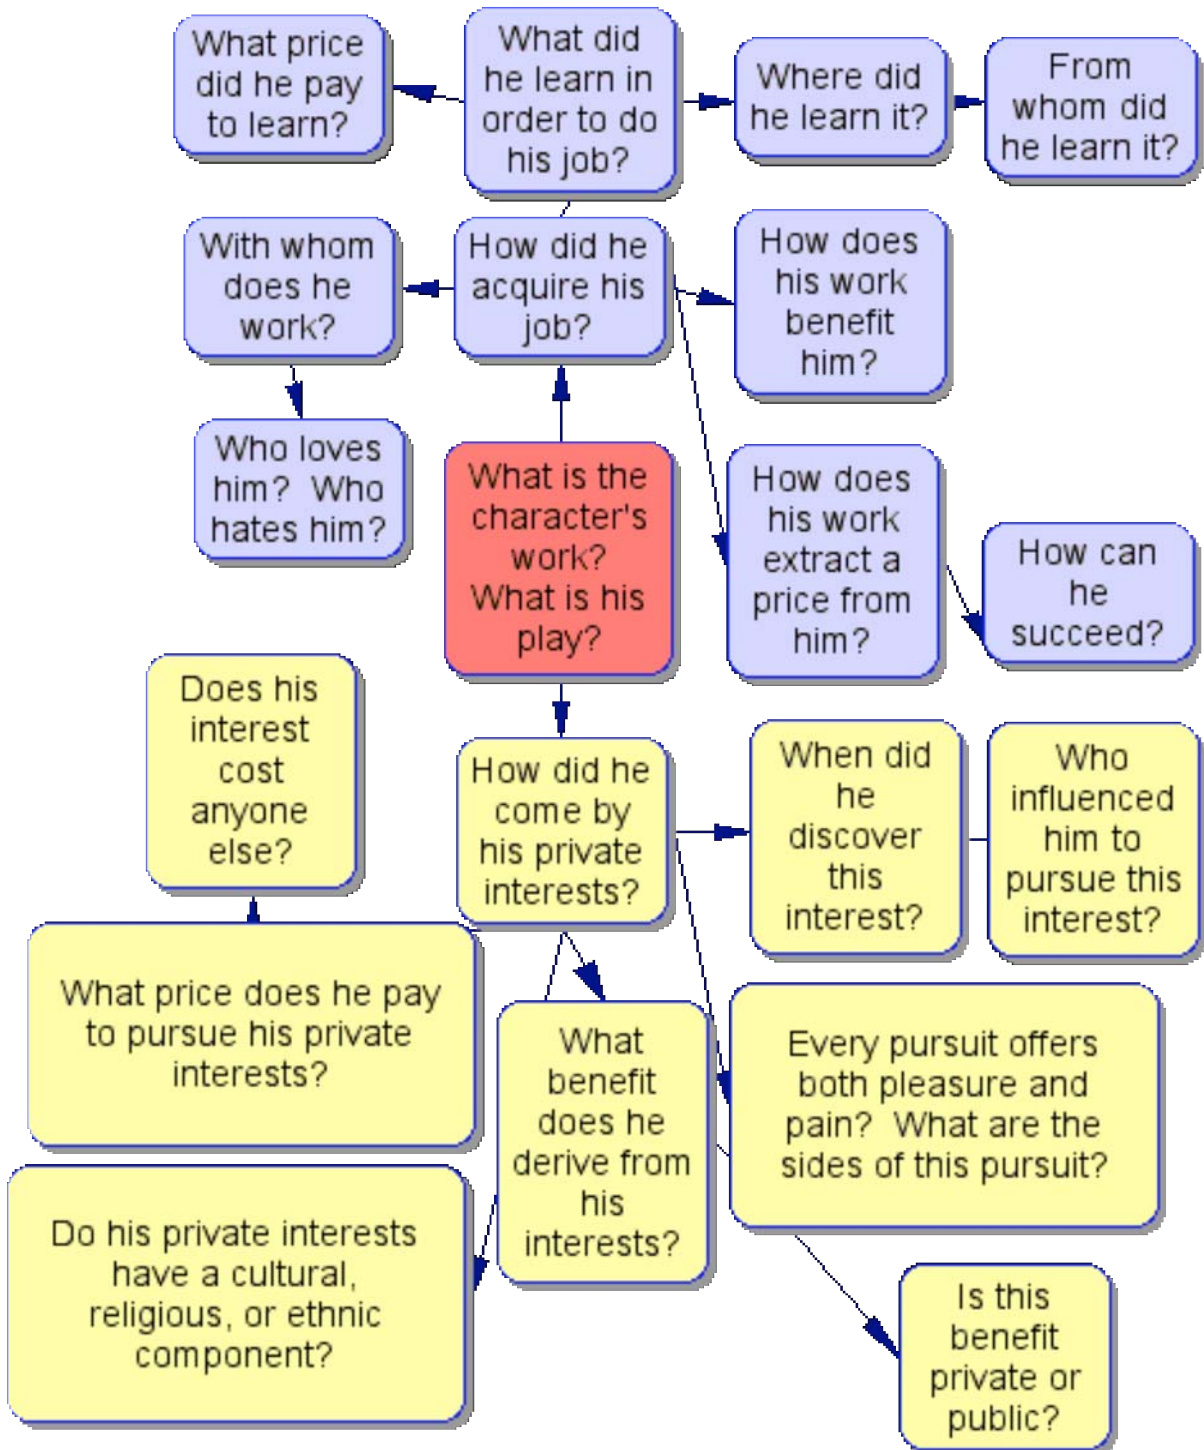 What price
did he pay
to learn?
What did
he learn in
order to do
his job?
Where did
he learn it?
From
whom did
he learn it?
With whom
does he
work?
How did he
acquire his
job?
How does
his work
benefit
him?
Who loves
him?  Who
hates him?
What is the
character's
work?
What is his
play?
How does
his work
extract a
price from
him?
How can
he
succeed?
Does his
interest
cost
anyone
else?
How did he
come by
his private
interests?
When did
he
discover
this
interest?
Who
influenced
him to
pursue this
interest?
What price does he pay
to pursue his private
interests?
What
benefit
does he
derive from
his
interests?
Every pursuit offers
both pleasure and
pain?  What are the
sides of this pursuit?
Do his private interests
have a cultural,
religious, or ethnic
component?
Is this
benefit
private or
public?